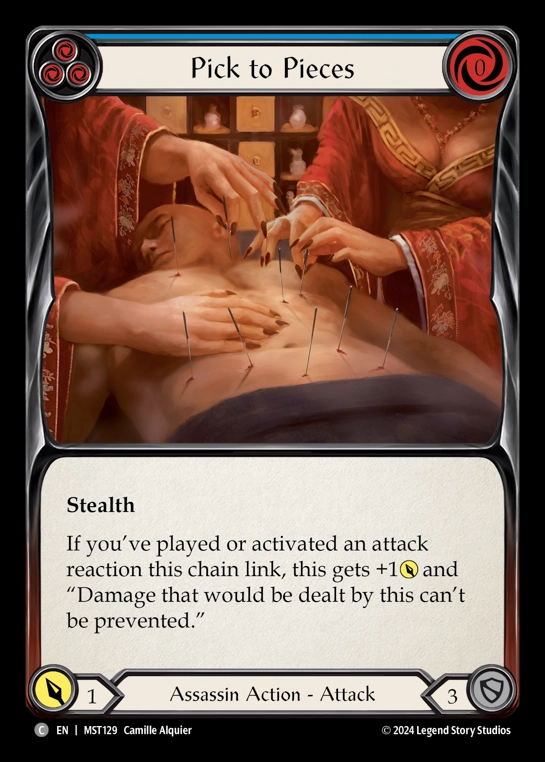 Pick to Pieces
0
Stealth
If you've played or activated an attack
reaction this chain link, this gets +1 and
“Damage that would be dealt by this can't
be prevented.”
1
Assassin Action - Attack
3
C EN | MST129 Camille Alquier
© 2024 Legend Story Studios